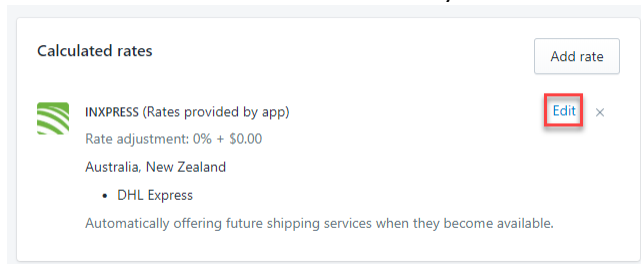 Calculated rates
Add rate
INXPRESS (Rates provided by app)
Edit ×
Rate adjustment: 0% + $0.00
Australia, New Zealand
• DHL Express
Automatically offering future shipping services when they become available.